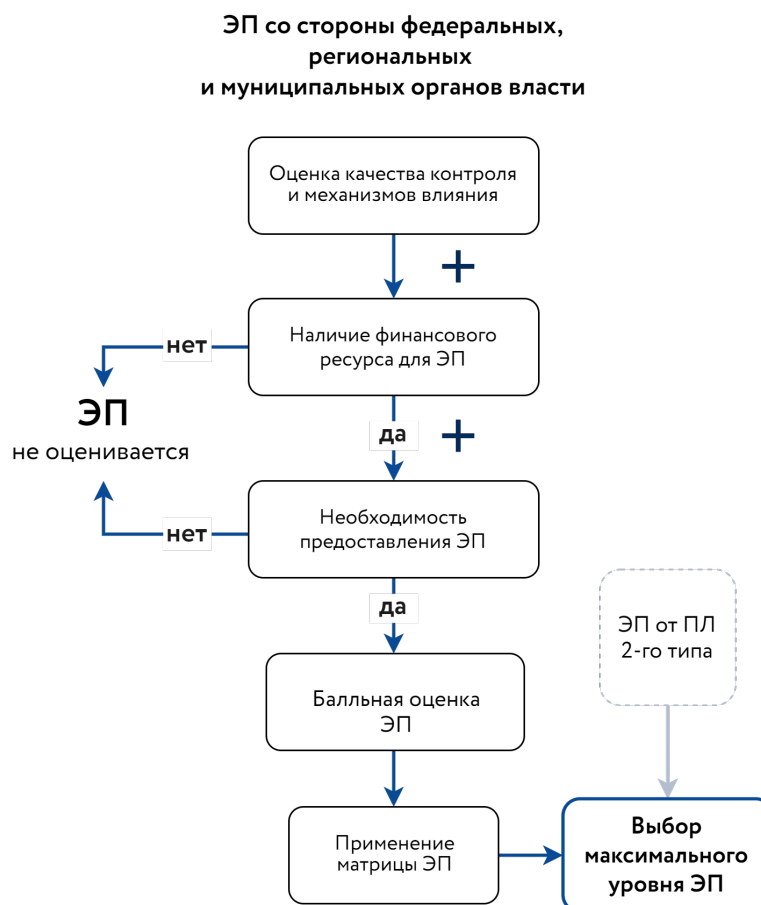 ЭП со стороны федеральных,
региональных
и муниципальных органов власти
Оценка качества контроля
и механизмов влияния
+
Наличие финансового
ресурса для ЭП
нет
ЭП
не оценивается
да
+
Необходимость
предоставления ЭП
нет
да
ЭП от ПЛ
2-го типа
Балльная оценка
ЭП
Применение
матрицы ЭП
Выбор
максимального
уровня ЭП